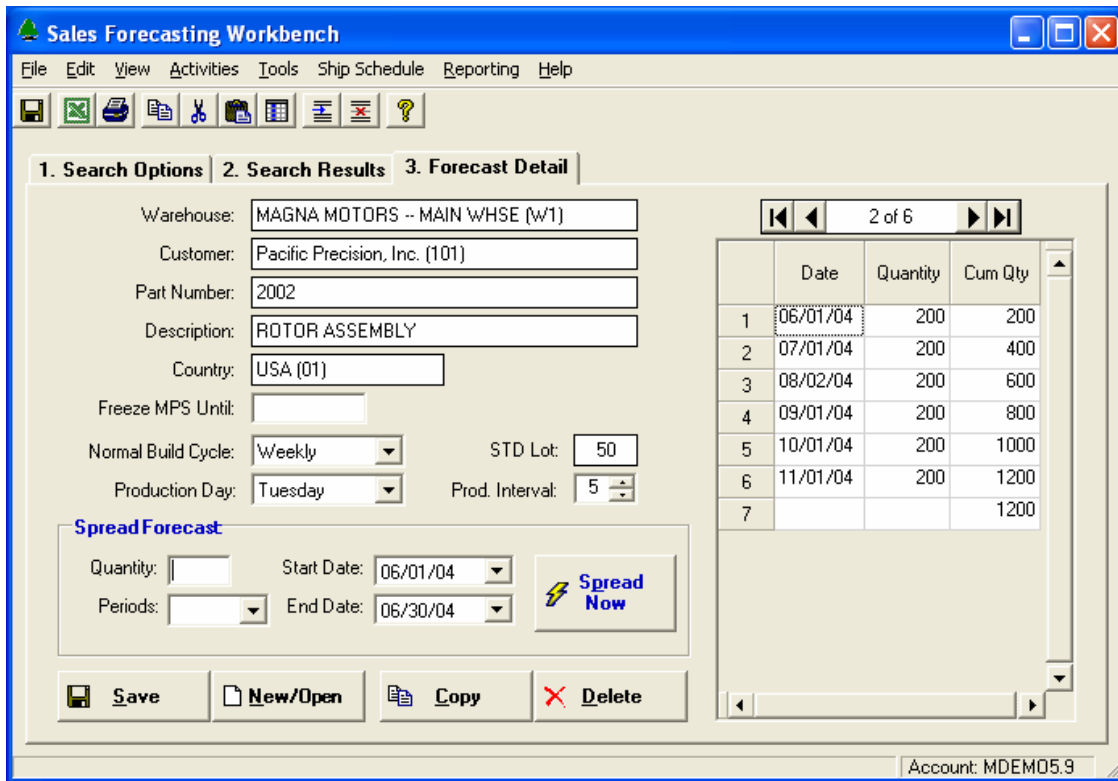 Sales Forecasting Workbench
File Edit View Activities Tools Ship Schedule Reporting Help
1. Search Options 2. Search Results 3. Forecast Detail
Warehouse: MAGNA MOTORS -- MAIN WHSE (W1)
Customer: Pacific Precision, Inc. (101)
Part Number: 2002
Description: ROTOR ASSEMBLY
Country: USA (01)
Freeze MPS Until:
Normal Build Cycle: Weekly STD Lot: 50
Production Day: Tuesday Prod. Interval: 5
Spread Forecast:
Quantity: Start Date: 06/01/04
Periods: End Date: 06/30/04
Spread Now
Save New/Open Copy Delete
2 of 6
Date Quantity Cum Qty
1 06/01/04 200 200
2 07/01/04 200 400
3 08/02/04 200 600
4 09/01/04 200 800
5 10/01/04 200 1000
6 11/01/04 200 1200
7 1200
Account: MDEMO5.9